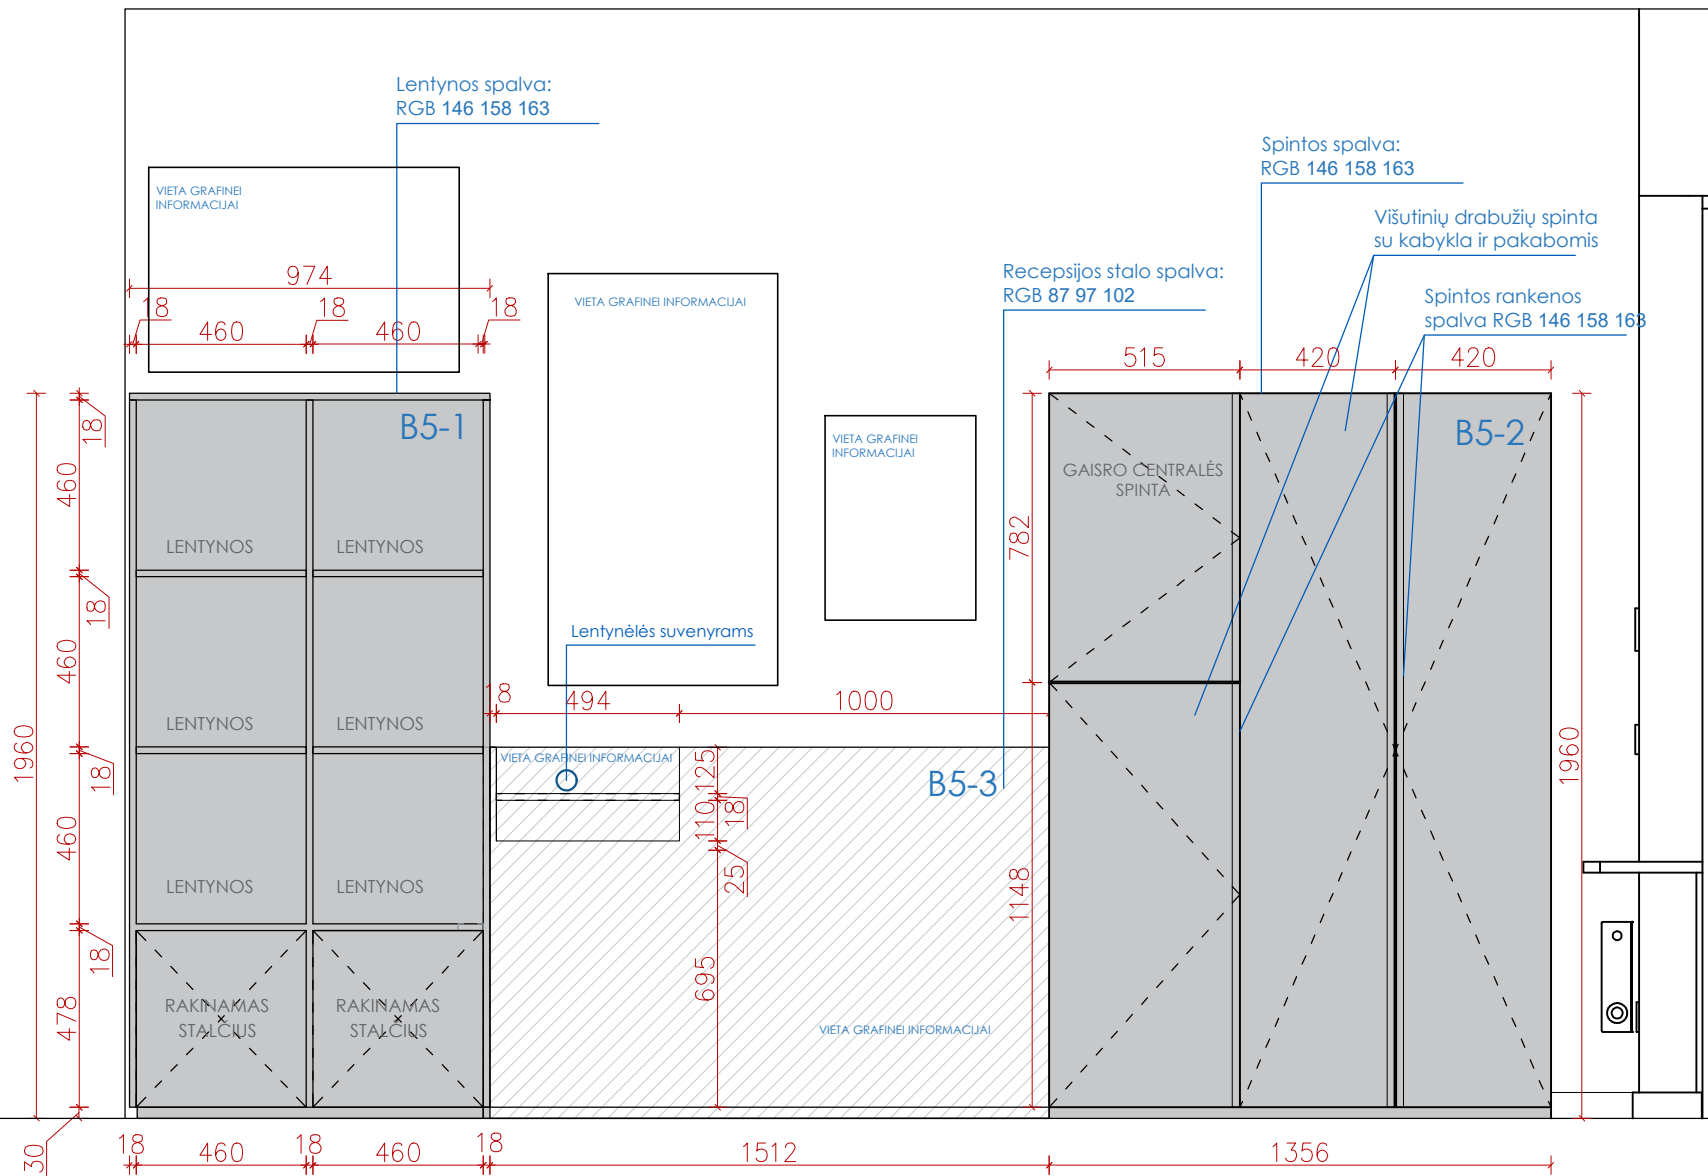 Lentynos spalva:
RGB 146 158 163
Spintos spalva:
RGB 146 158 163
VIETA GRAFINEI
INFORMACIJAI
Višutinių drabužių spinta
su kabykla ir pakabomis
Recepsijos stalo spalva:
RGB 87 97 102
974
VIETA GRAFINEI INFORMACIJAI
Spintos rankenos
spalva RGB 146 158 163
18
460
18
460
18
515
420
420
B5-1
B5-2
18
VIETA GRAFINEI
INFORMACIJAI
GAISRO CENTRALĖS
SPINTA
460
782
LENTYNOS
LENTYNOS
18
Lentynėlės suvenyrams
460
18
494
1000
LENTYNOS
LENTYNOS
1960
1960
VIETA GRAFINEI INFORMACIJAI
125
18
B5-3
110
18
460
25
1148
LENTYNOS
LENTYNOS
18
695
478
RAKINAMAS
STALČIUS
RAKINAMAS
STALČIUS
VIETA GRAFINEI INFORMACIJAI
30
18
460
18
460
18
1512
1356